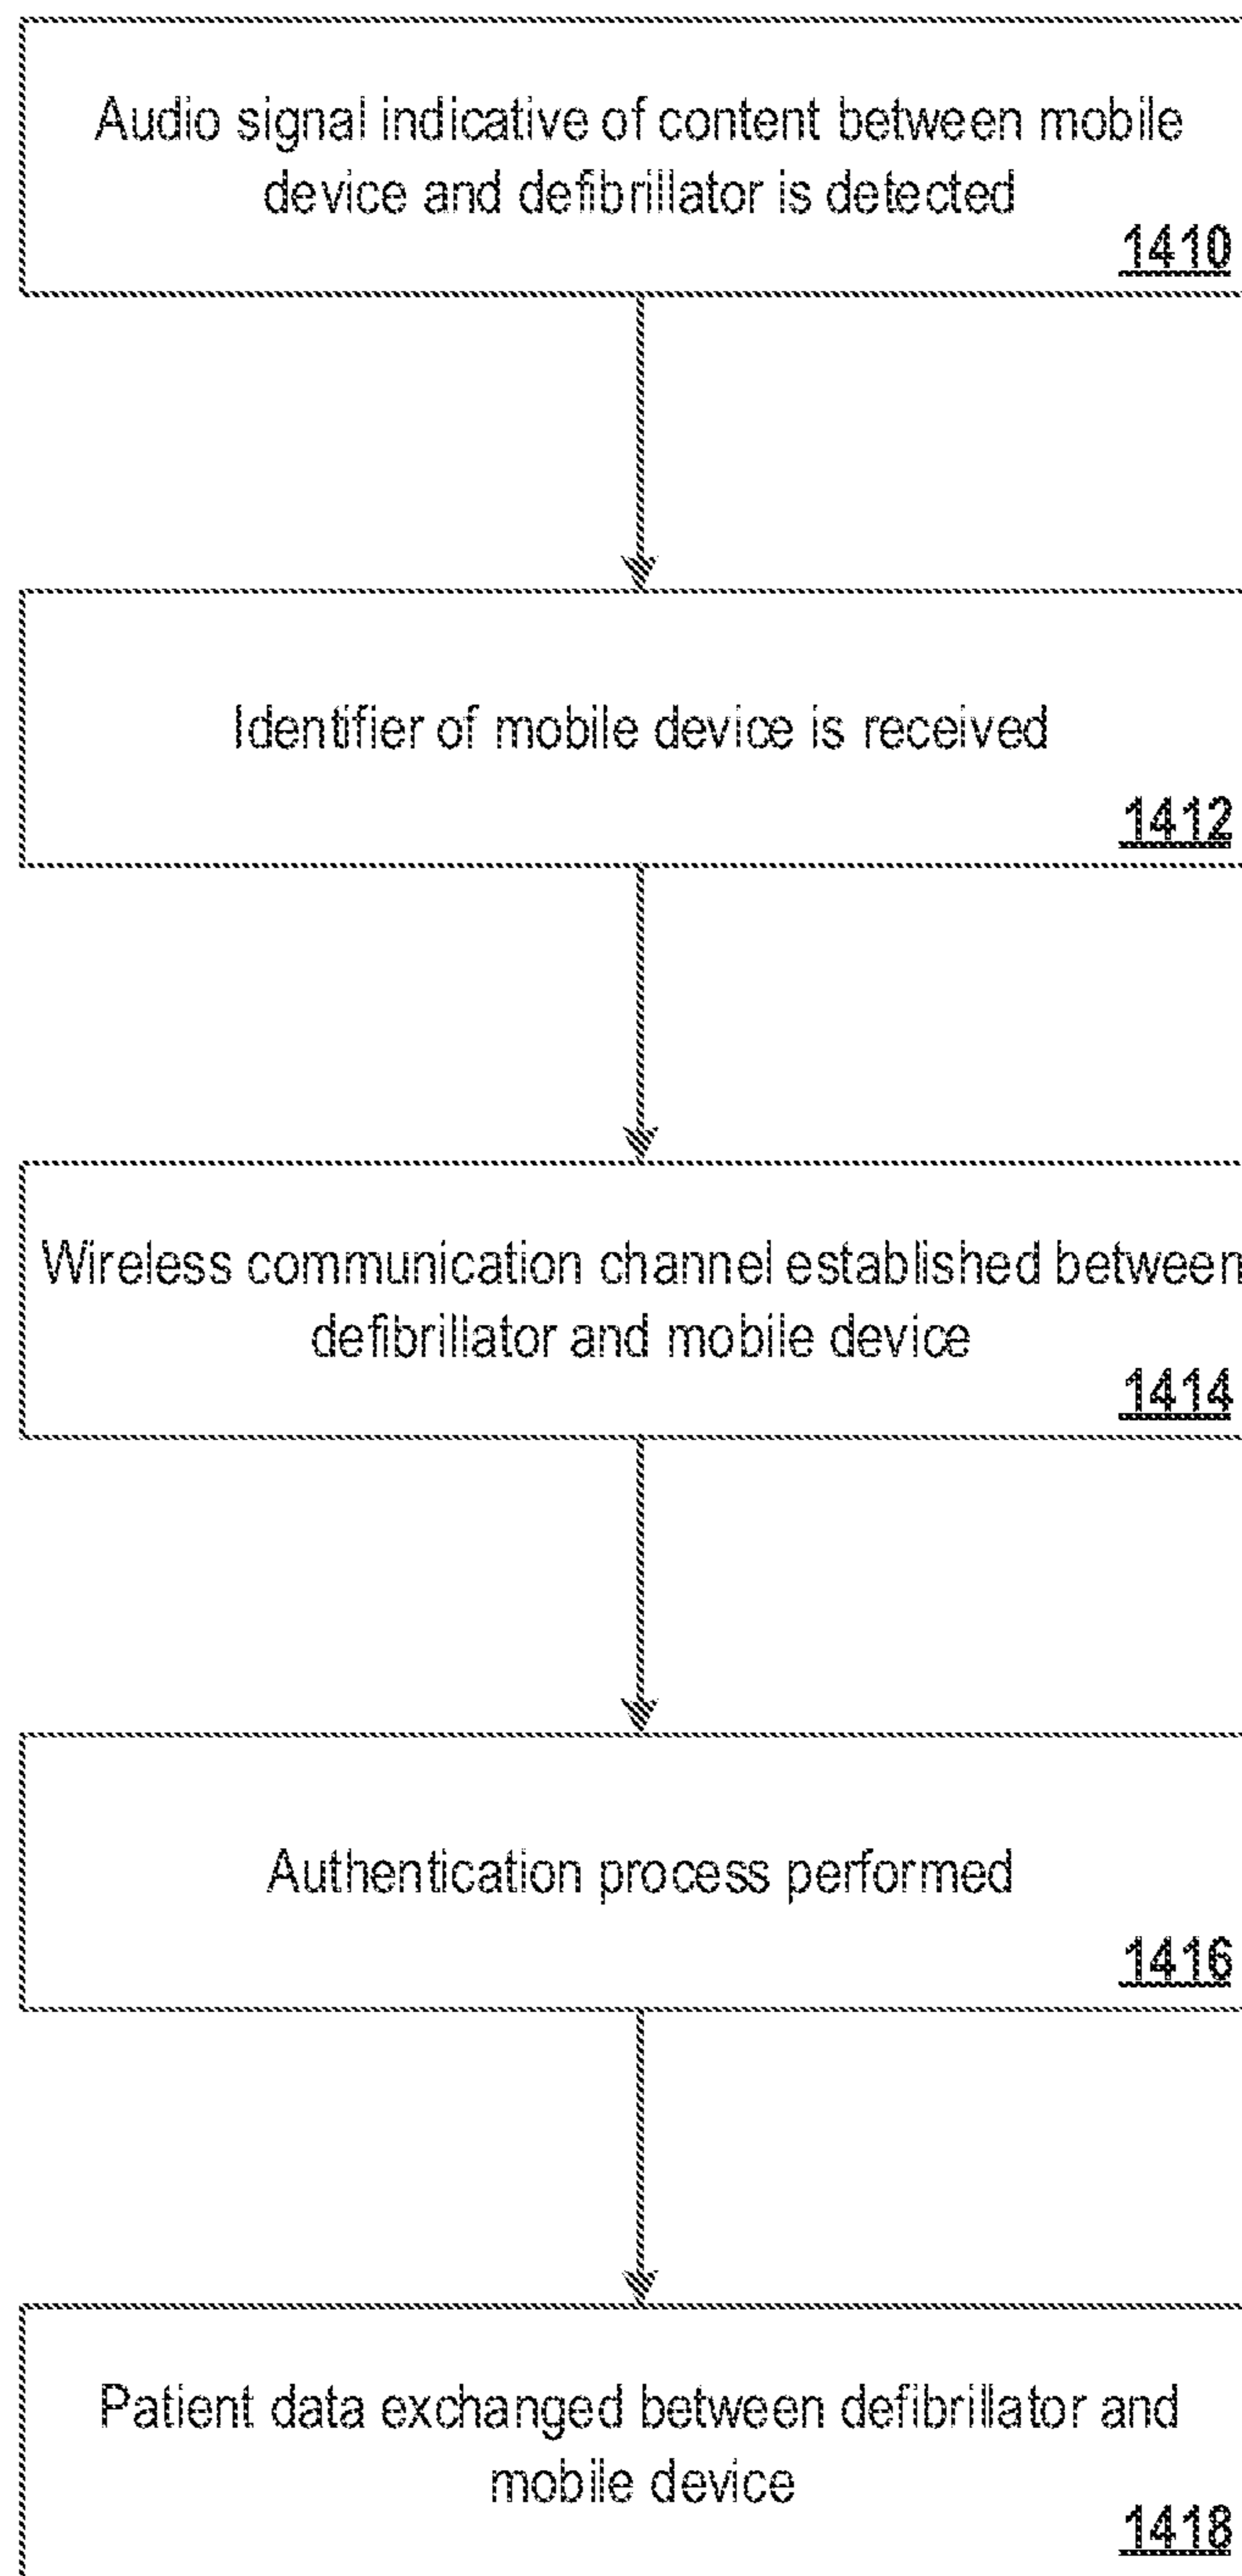 Audio signal indicative of content between mobile
device and defibrillator is detected
1410
Identifier of mobile device is received
1412
Wireless communication channel established between
defibrillator and mobile device
1414
Authentication process performed
1416
Patient data exchanged between defibrillator and
mobile device
1418